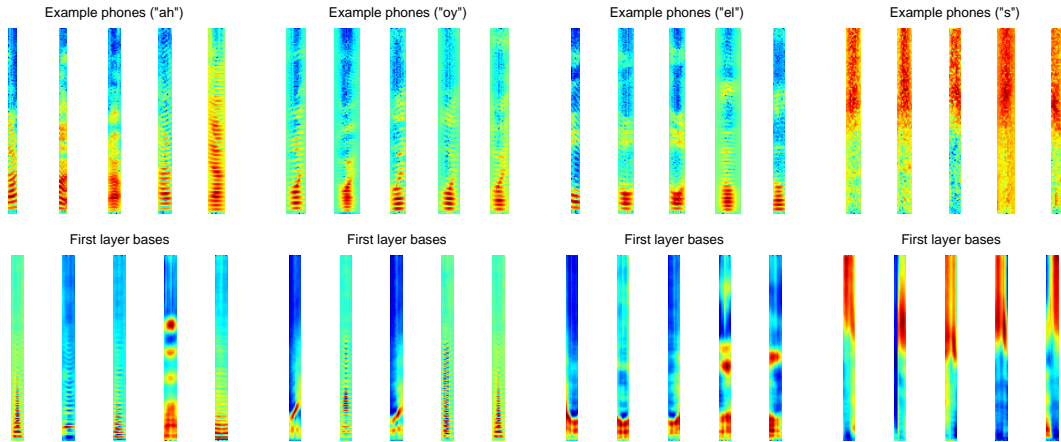 Example phones ("ah")
Example phones ("oy")
Example phones ("el")
Example phones ("s")
First layer bases
First layer bases
First layer bases
First layer bases